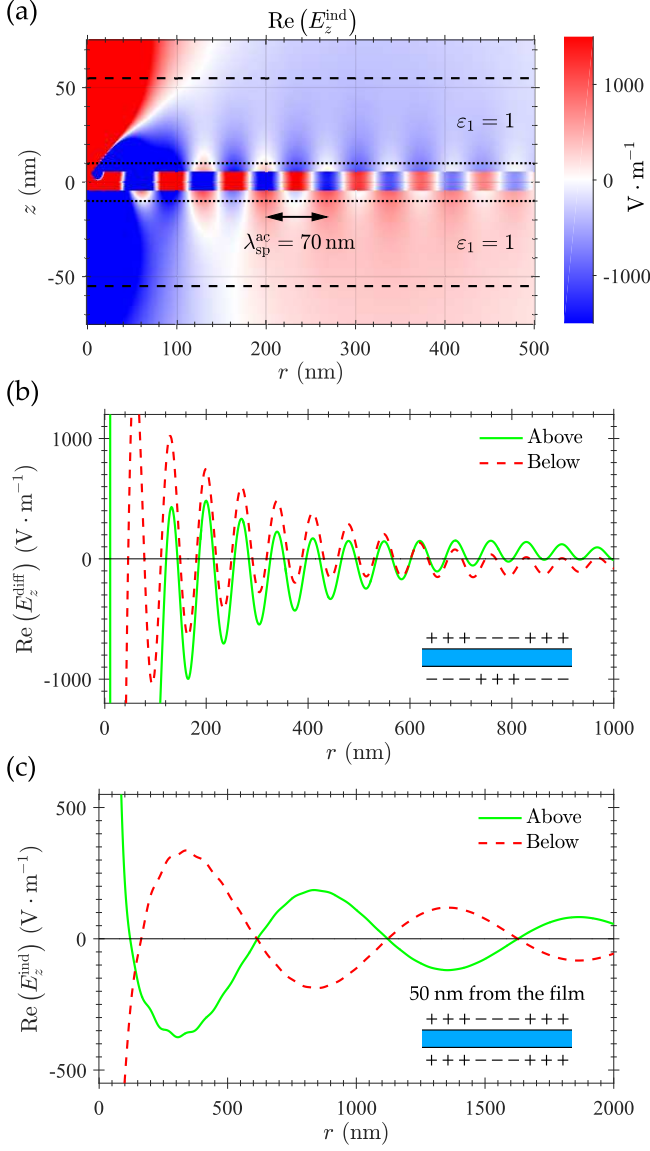 (a)
Re (E_z^ind)
50
0
-50
z (nm)
ε₁ = 1
λ_sp^ac = 70 nm
ε₁ = 1
0
100
200
300
400
500
r (nm)
1000
0
-1000
V · m⁻¹
(b)
1000
0
-1000
Re (E_z^diff) (V · m⁻¹)
Above
Below
+++−−−+++
−−−+++−−−
0
200
400
600
800
1000
r (nm)
(c)
500
0
-500
Re (E_z^ind) (V · m⁻¹)
Above
Below
50 nm from the film
+++−−−+++
+++−−−+++
0
500
1000
1500
2000
r (nm)